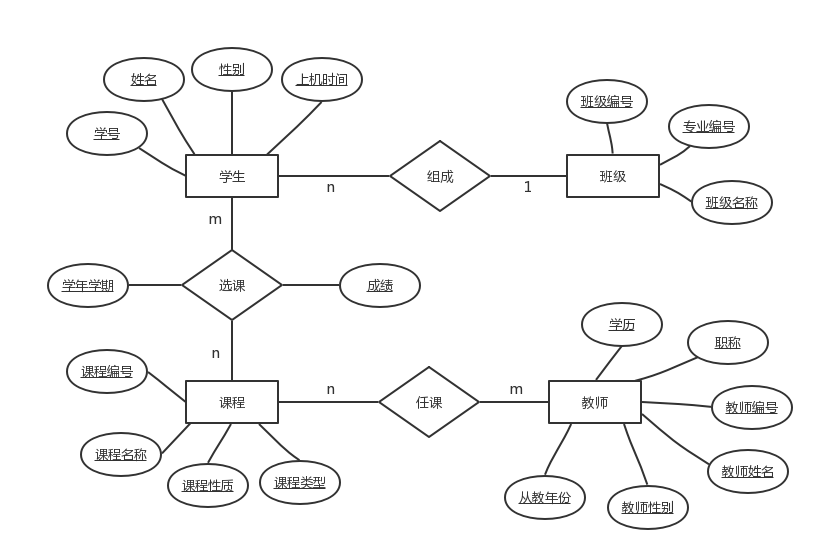 性别
姓名
上机时间
班级编号
专业编号
学号
学生
组成
班级
n
1
班级名称
m
学年学期
选课
成绩
学历
职称
n
课程编号
课程
n
任课
m
教师
教师编号
课程名称
课程性质
课程类型
教师姓名
从教年份
教师性别